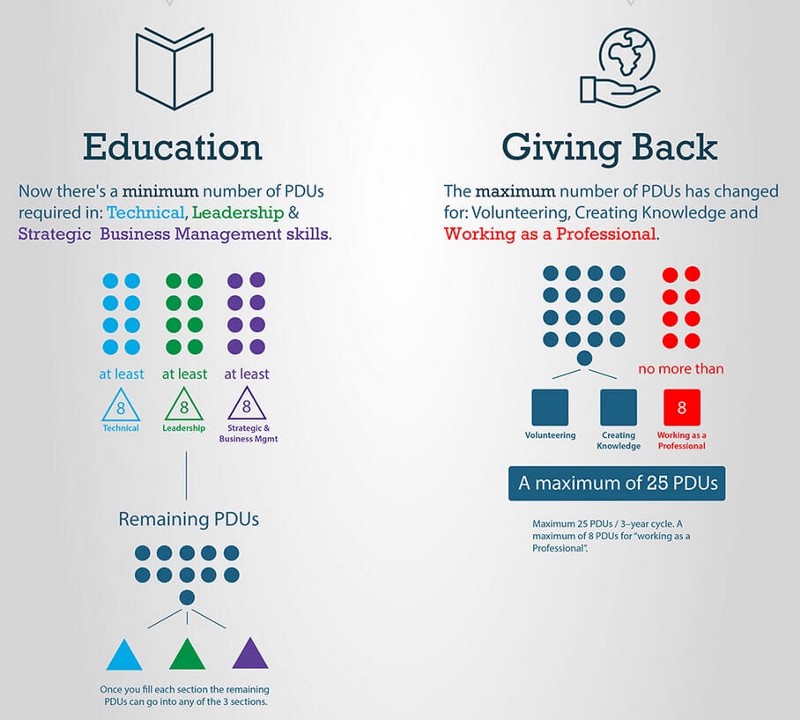 Education
Now there's a minimum number of PDUs
required in: Technical, Leadership &
Strategic Business Management skills.
at least
at least
at least
8
8
8
Technical
Leadership
Strategic &
Business Mgmt
Remaining PDUs
Once you fill each section the remaining
PDUs can go into any of the 3 sections.
Giving Back
The maximum number of PDUs has changed
for: Volunteering, Creating Knowledge and
Working as a Professional.
no more than
8
Volunteering
Creating
Knowledge
Working as a
Professional
A maximum of 25 PDUs
Maximum 25 PDUs / 3–year cycle. A
maximum of 8 PDUs for "working as a
Professional".